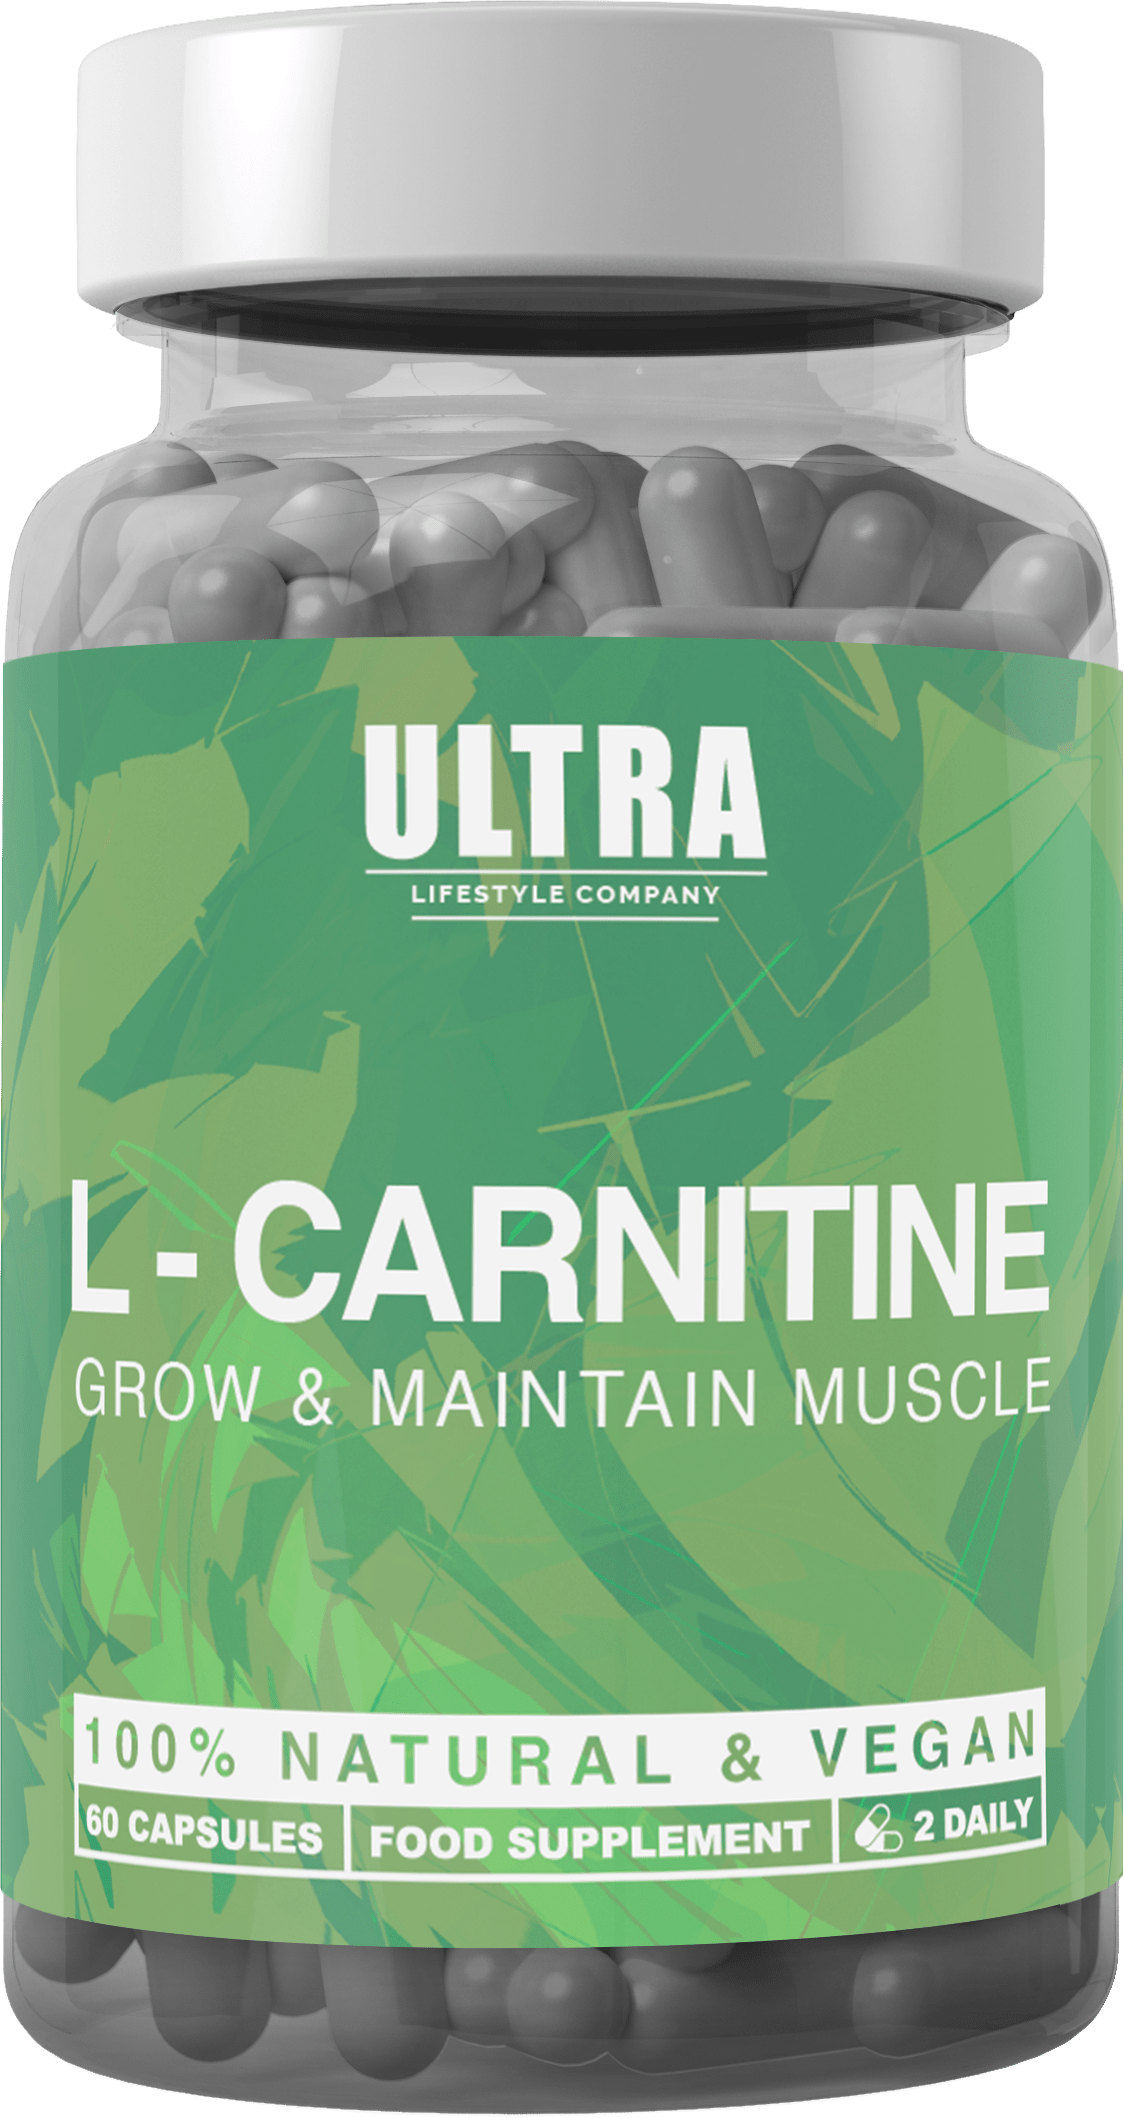 ULTRA
LIFESTYLE COMPANY
L - CARNITINE
GROW & MAINTAIN MUSCLE
100% NATURAL & VEGAN
60 CAPSULES
FOOD SUPPLEMENT
2 DAILY